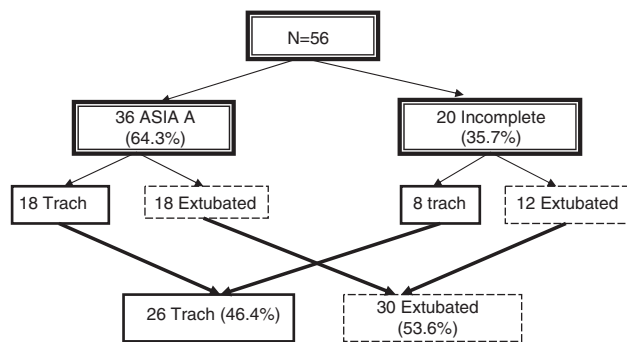 N=56
36 ASIA A
(64.3%)
20 Incomplete
(35.7%)
18 Trach
18 Extubated
8 trach
12 Extubated
26 Trach (46.4%)
30 Extubated
(53.6%)